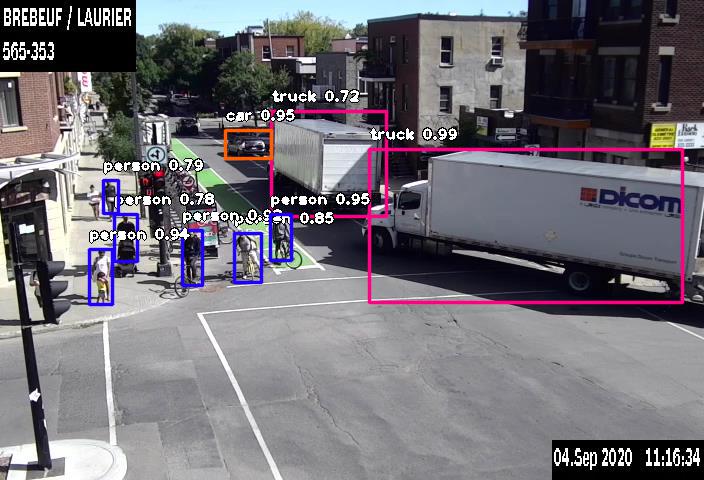 BREBEUF / LAURIER
565-353
truck 0.72
car 0.95
truck 0.99
person 0.79
person 0.78
person 0.95
0.85
person 0.94
DICOM
04.Sep 2020 11:16:34